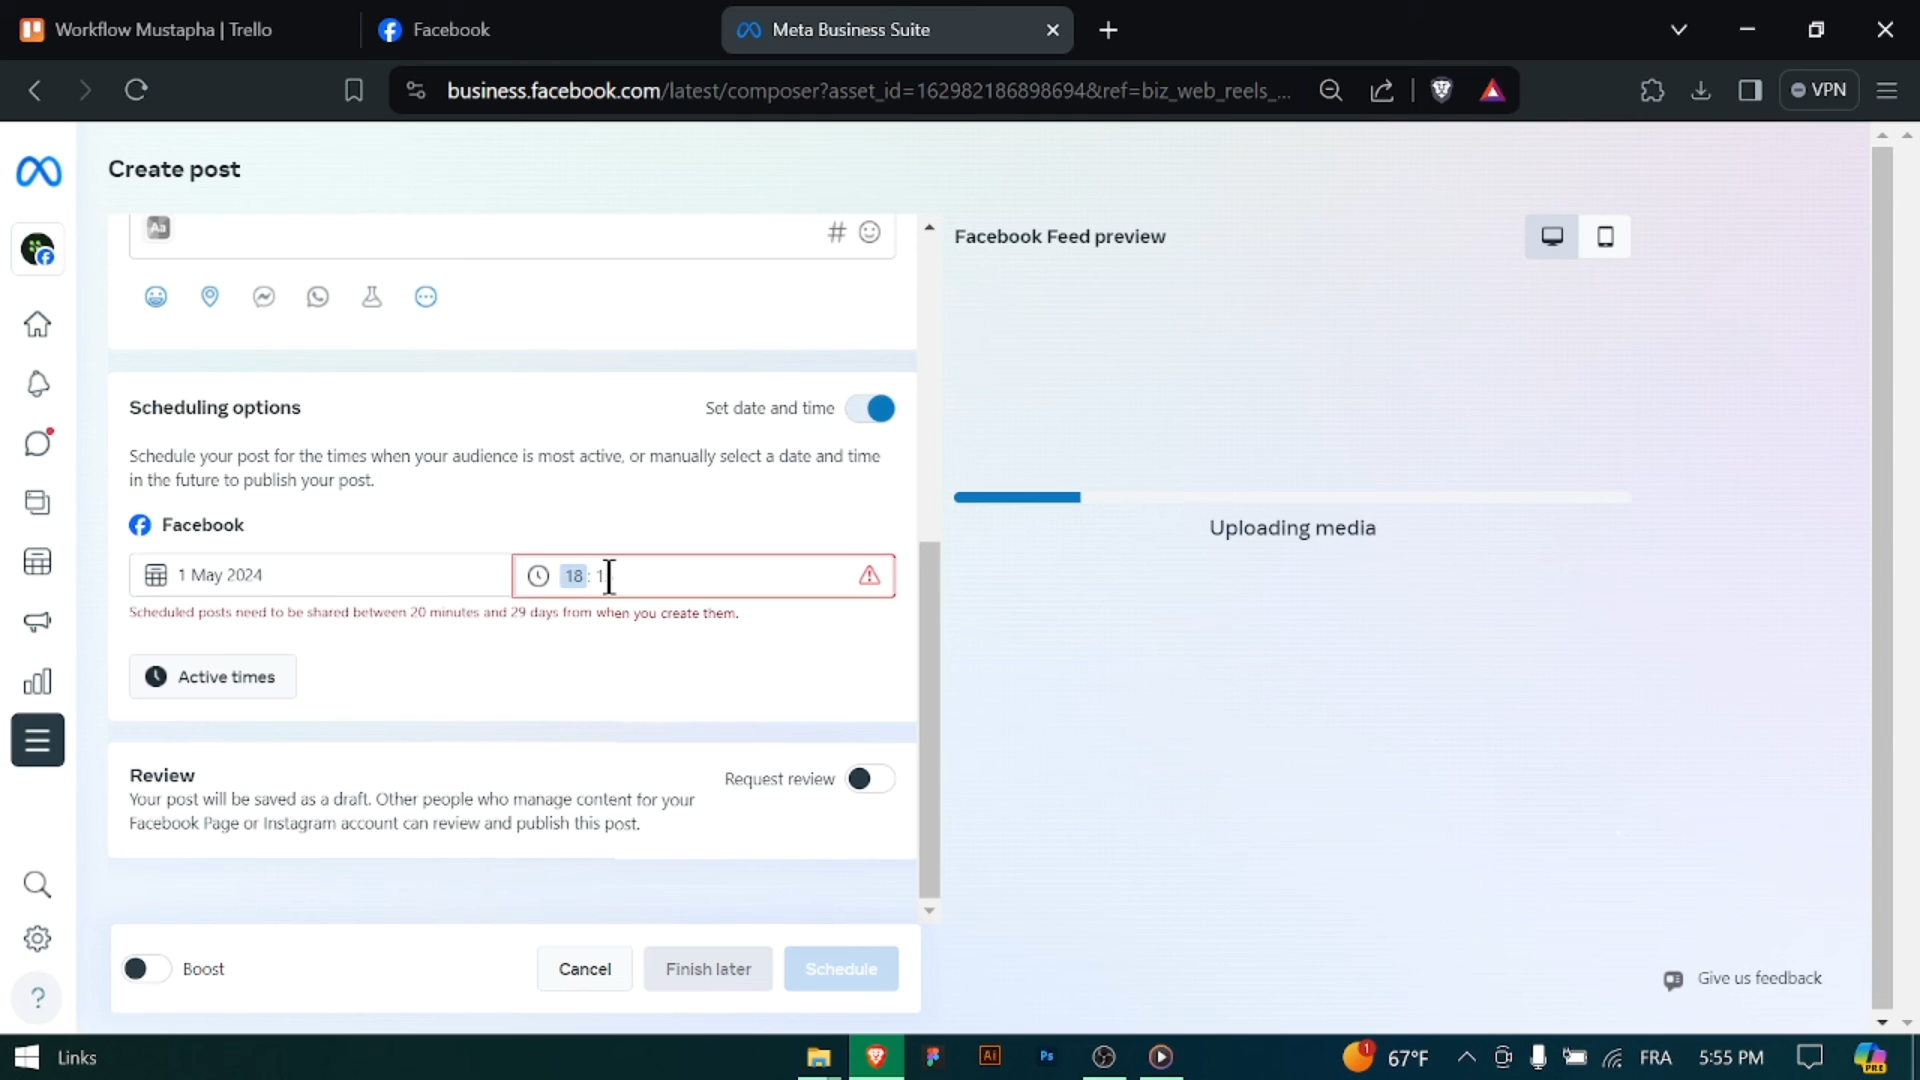 Workflow Mustapha | Trello
Facebook
Meta Business Suite
business.facebook.com/latest/composer?asset_id=162982186898694&ref=biz_web_reels_...
VPN
Create post
Aa
#
Facebook Feed preview
Scheduling options
Set date and time
Schedule your post for the times when your audience is most active, or manually select a date and time
in the future to publish your post.
Facebook
1 May 2024
18 : 1
Scheduled posts need to be shared between 20 minutes and 29 days from when you create them.
Active times
Uploading media
Review
Request review
Your post will be saved as a draft. Other people who manage content for your
Facebook Page or Instagram account can review and publish this post.
Boost
Cancel
Finish later
Schedule
Give us feedback
?
Links
Ai
Ps
1
67°F
FRA
5:55 PM
PRE